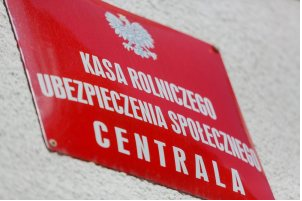 KASA ROLNICZEGO
UBEZPIECZENIA SPOŁECZNEGO
CENTRALA